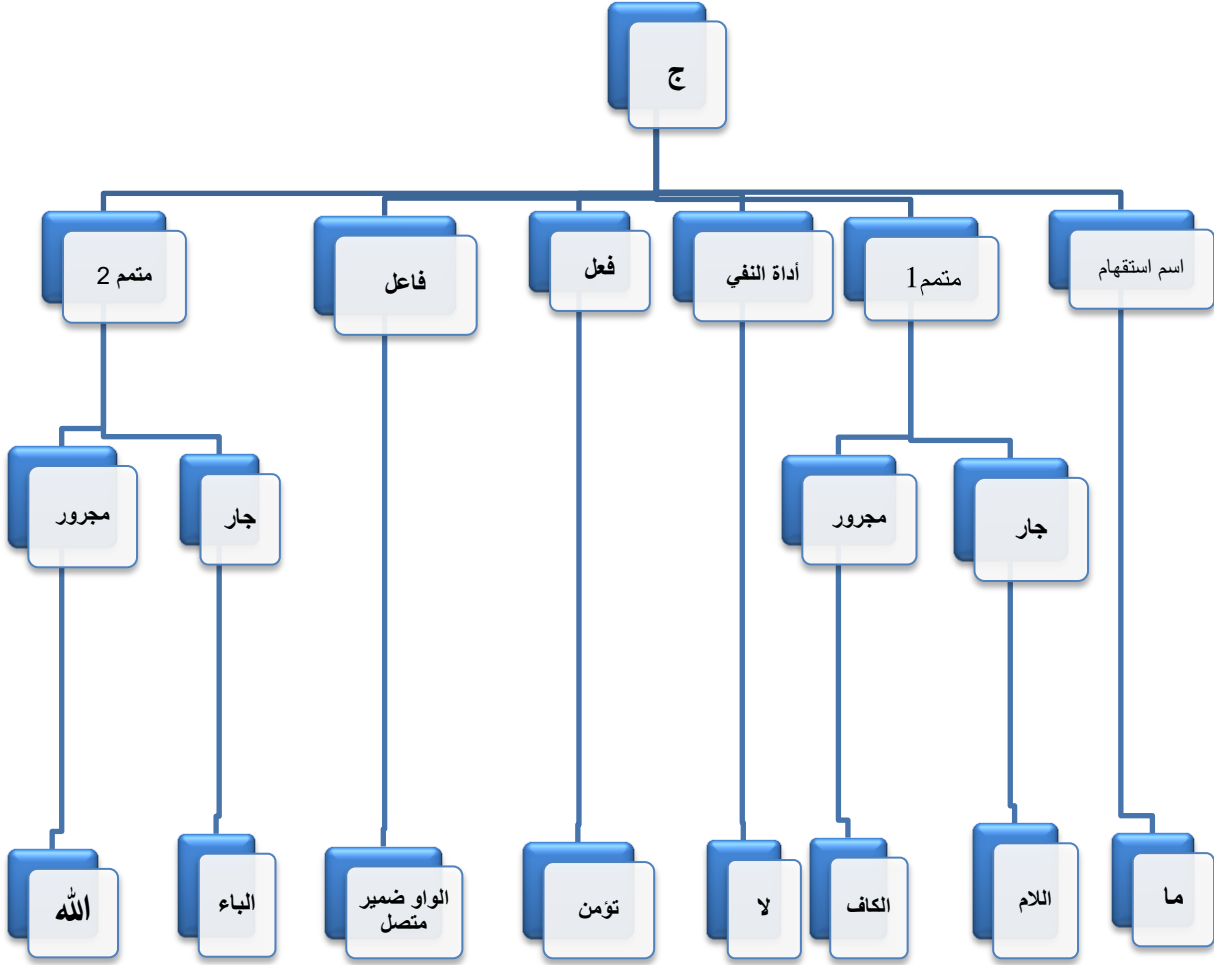 ج
اسم استقهام
متمم1
أداة النفي
فعل
فاعل
متمم 2
جار
مجرور
جار
مجرور
ما
اللام
الكاف
لا
تؤمن
الواو ضمير
متصل
الباء
الله